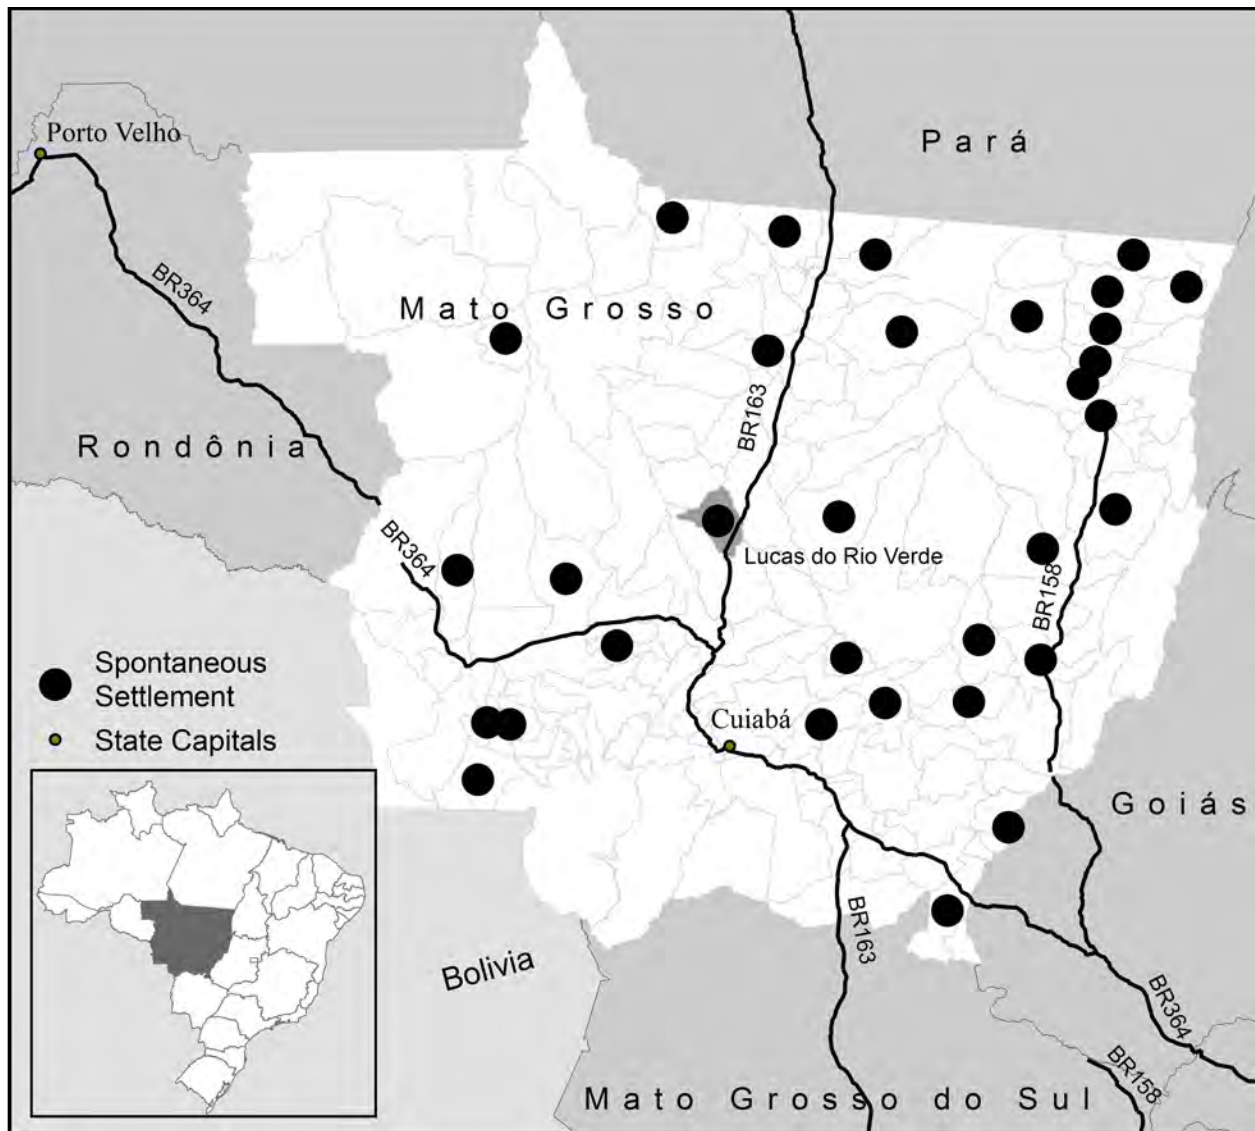 Pará
Porto Velho
BR364
Mato Grosso
BR163
Rondônia
BR364
Lucas do Rio Verde
BR158
Spontaneous
Settlement
State Capitals
Cuiabá
Goiás
BR163
Bolivia
BR364
BR158
Mato Grosso do Sul